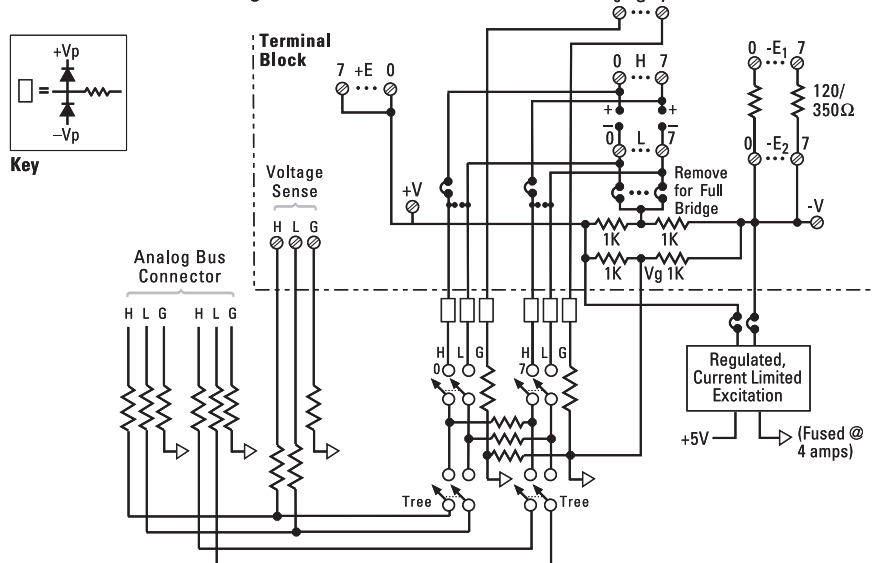 +Vp
=
–Vp
Key
Terminal
Block
7 +E 0
0 H 7
+ +
0 L 7
0 -E1 7
120/
350Ω
0 -E2 7
Remove
for Full
Bridge
+V
-V
1K 1K
1K Vg 1K
Voltage
Sense
H L G
Analog Bus
Connector
H L G H L G
H L G H L G
0 7
Regulated,
Current Limited
Excitation
+5V
(Fused @
4 amps)
Tree Tree